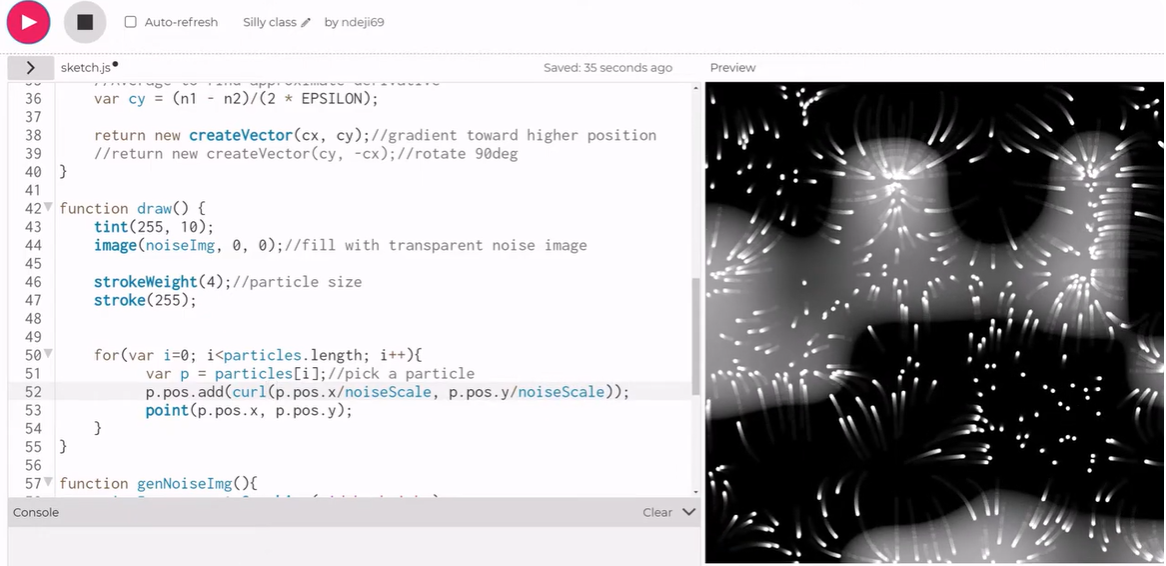 Auto-refresh
Silly class
by ndeji69
sketch.js
Saved: 35 seconds ago
Preview
36 var cy = (n1 - n2)/(2 * EPSILON);
37
38 return new createVector(cx, cy);//gradient toward higher position
39 //return new createVector(cy, -cx);//rotate 90deg
40 }
41
42 function draw() {
43 tint(255, 10);
44 image(noiseImg, 0, 0);//fill with transparent noise image
45
46 strokeWeight(4);//particle size
47 stroke(255);
48
49
50 for(var i=0; i<particles.length; i++){
51 var p = particles[i];//pick a particle
52 p.pos.add(curl(p.pos.x/noiseScale, p.pos.y/noiseScale));
53 point(p.pos.x, p.pos.y);
54 }
55 }
56
57 function genNoiseImg(){
Console
Clear